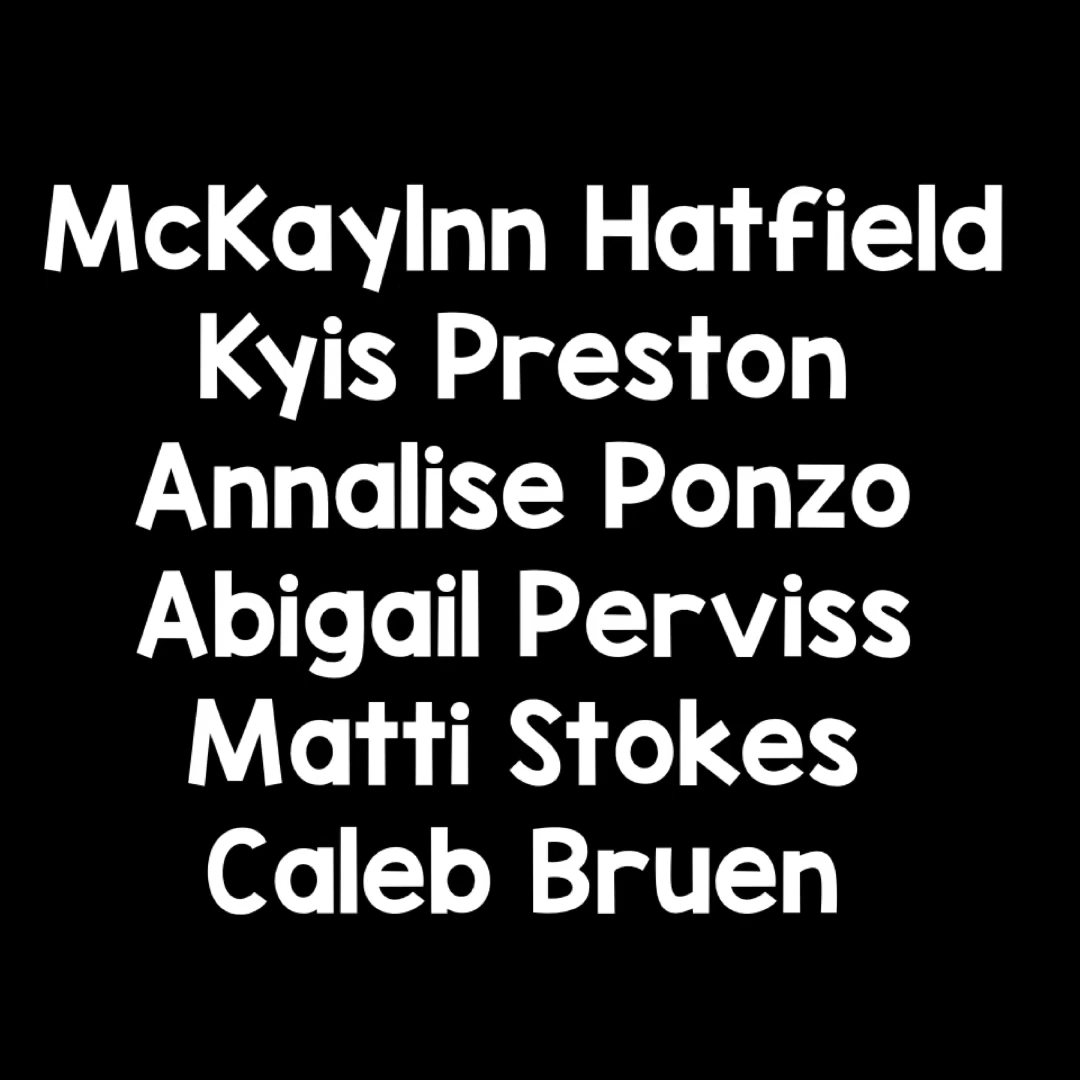 McKaylnn Hatfield
Kyis Preston
Annalise Ponzo
Abigail Perviss
Matti Stokes
Caleb Bruen